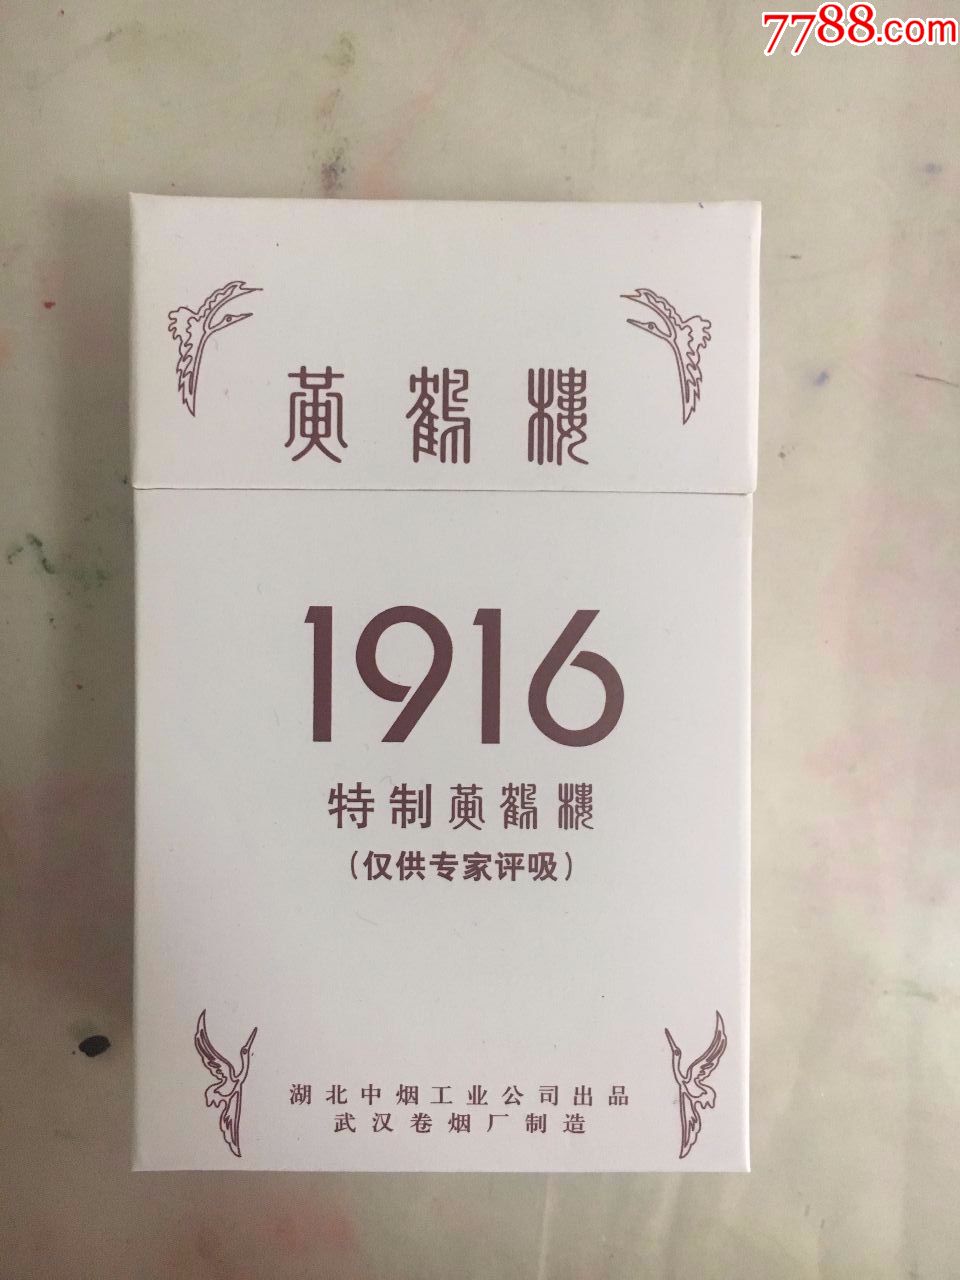 7788.com
黄鹤楼
1916
特制黄鹤楼
(仅供专家评吸)
湖北中烟工业公司出品
武汉卷烟厂制造